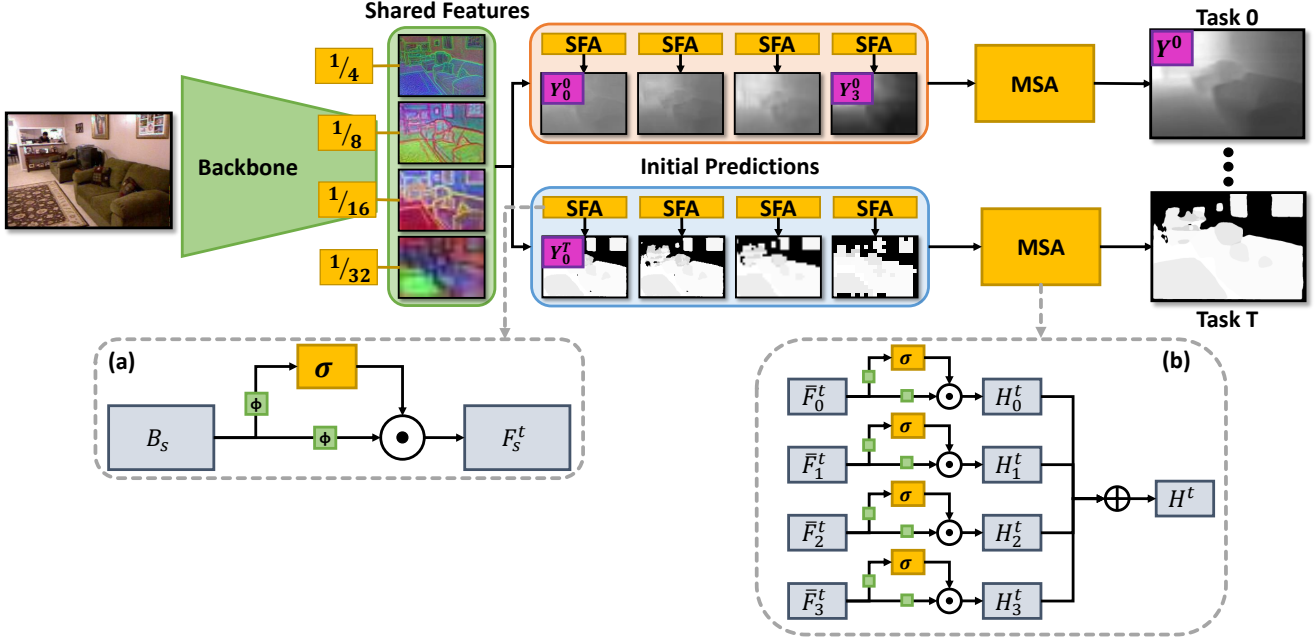 Shared Features
Task 0
SFA SFA SFA SFA
1/4
Y_0^0
Y_3^0
MSA
Y^0
1/8
Backbone
Initial Predictions
1/16
SFA SFA SFA SFA
Y_0^T
MSA
1/32
Task T
(a)
σ
ϕ
B_s
ϕ
F_s^t
(b)
σ
F̅_0^t
H_0^t
σ
F̅_1^t
H_1^t
H^t
σ
F̅_2^t
H_2^t
σ
F̅_3^t
H_3^t